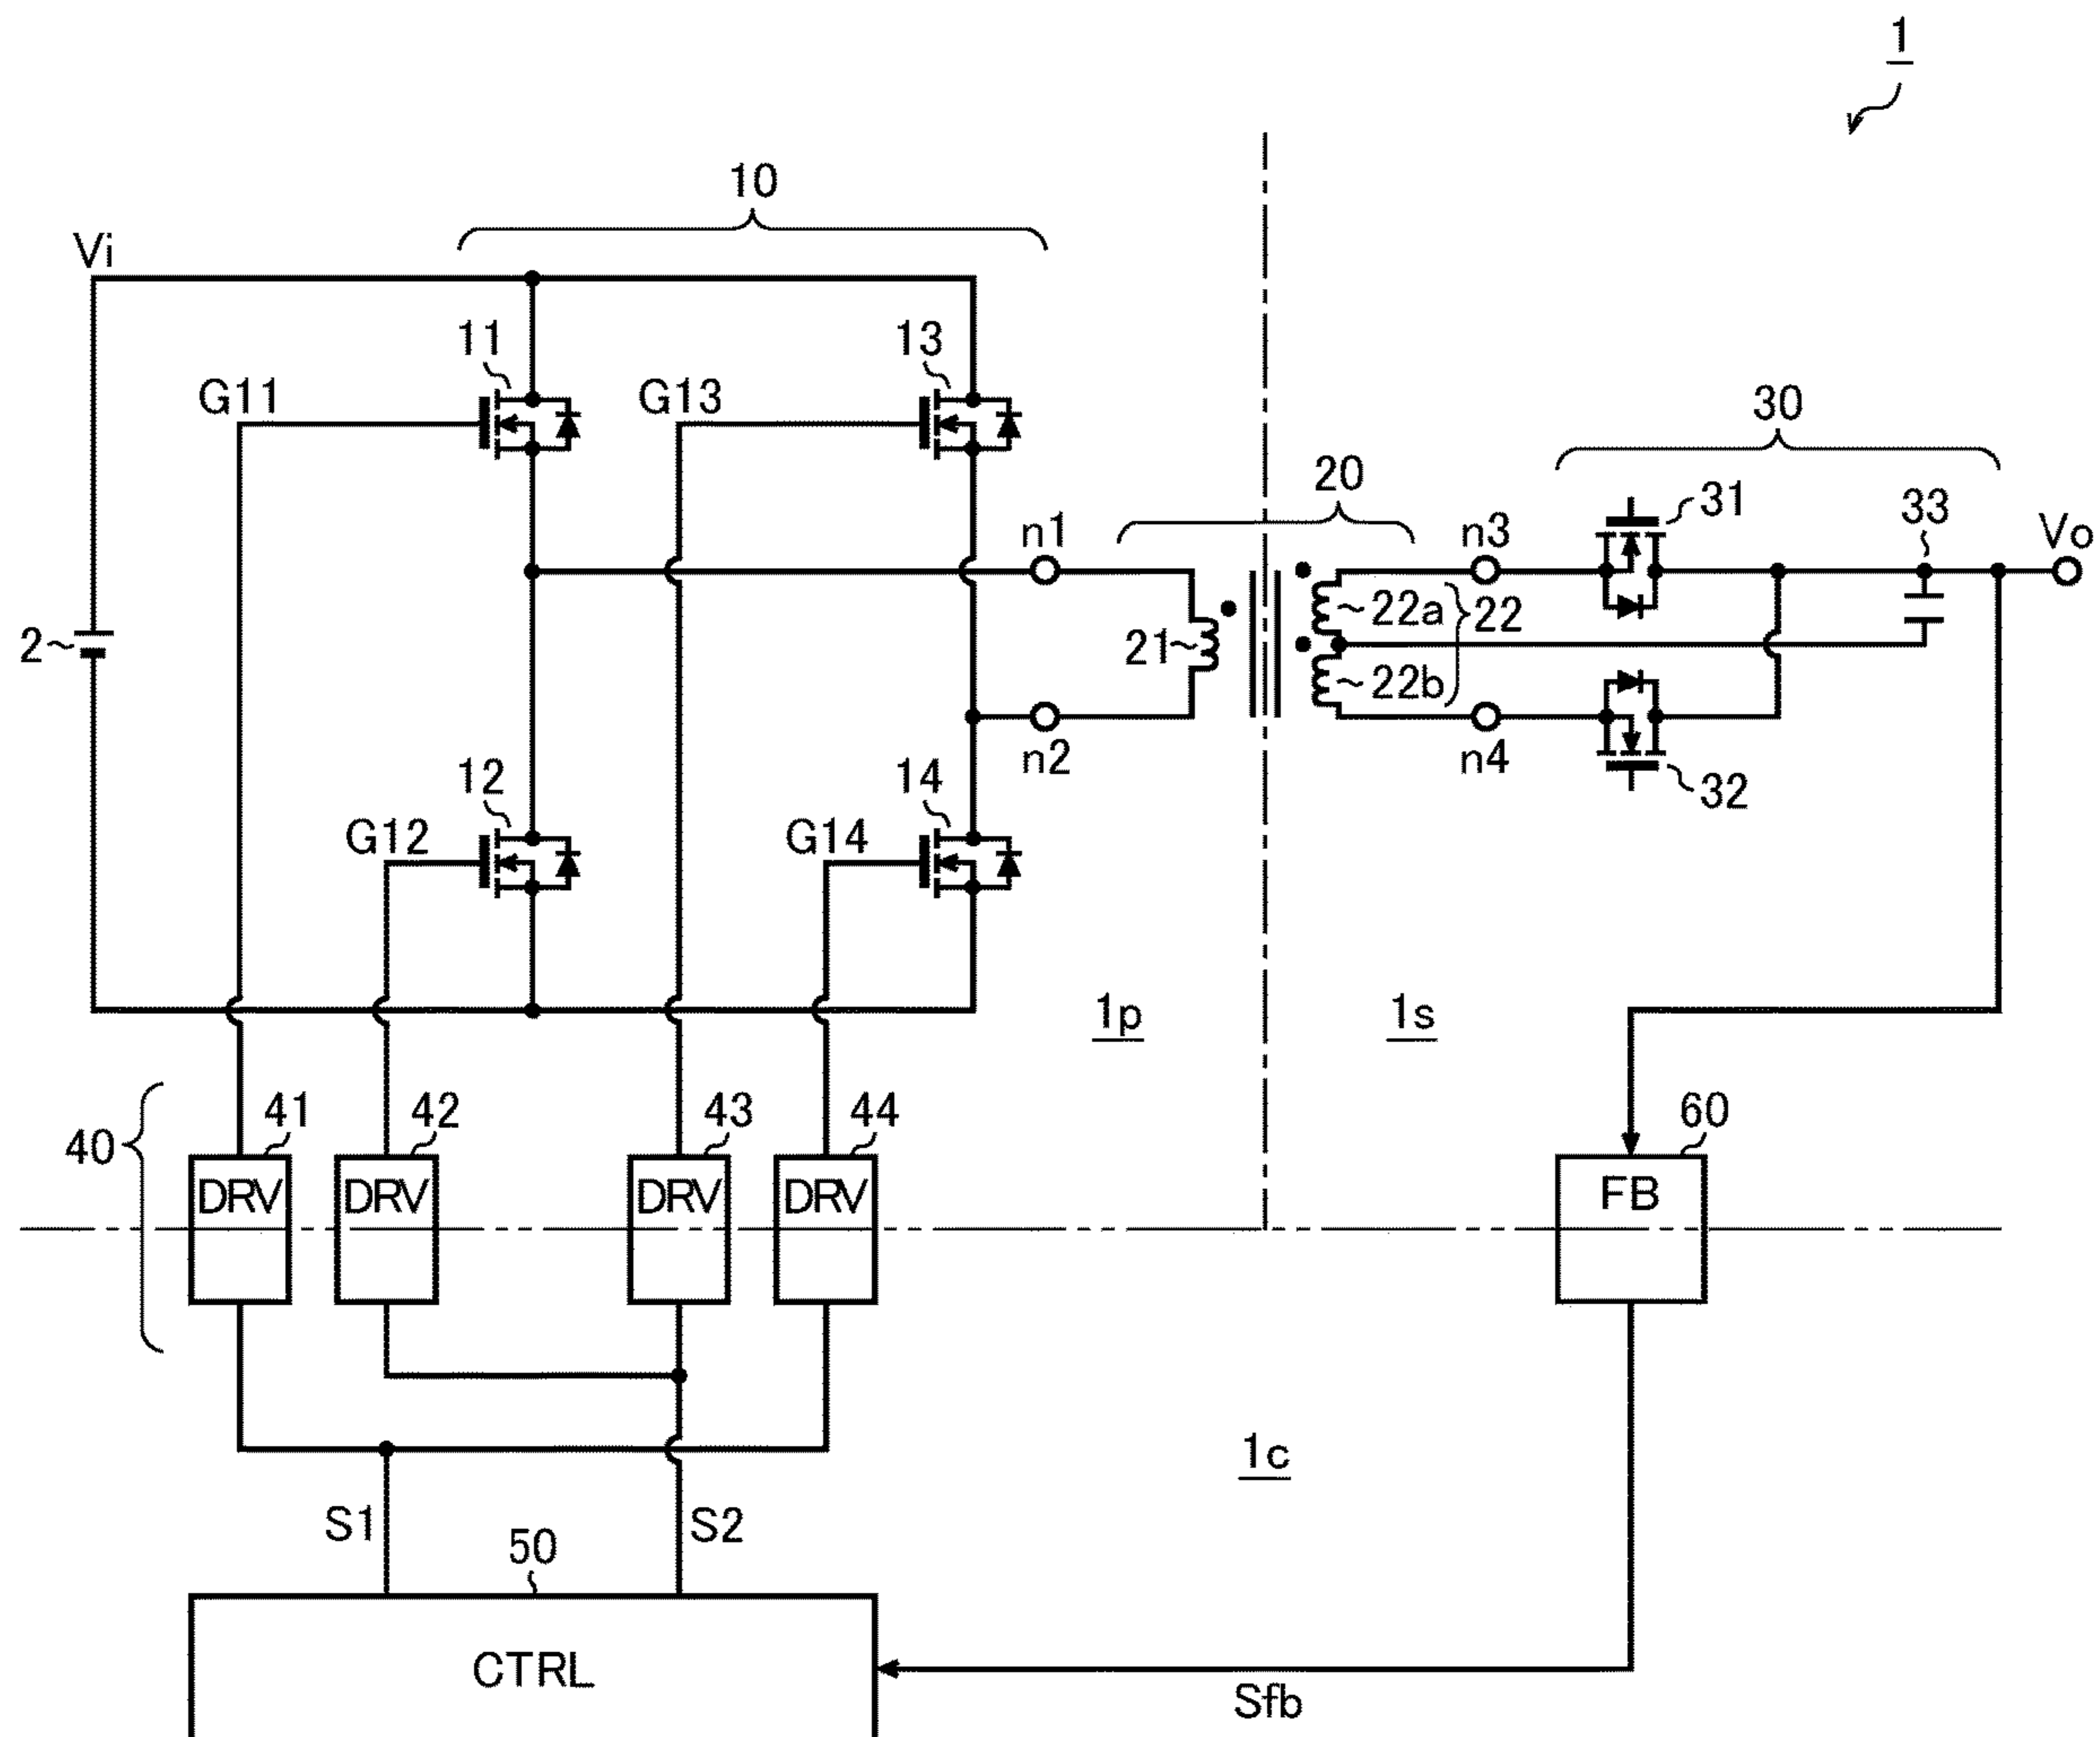 1
10
Vi
11
13
G11
G13
30
20
31
33
n1
n3
Vo
22a
22
2
21
22b
n2
n4
12
14
32
G12
G14
1p
1s
41
42
43
44
60
40
DRV
DRV
DRV
DRV
FB
1c
S1
S2
50
CTRL
Sfb